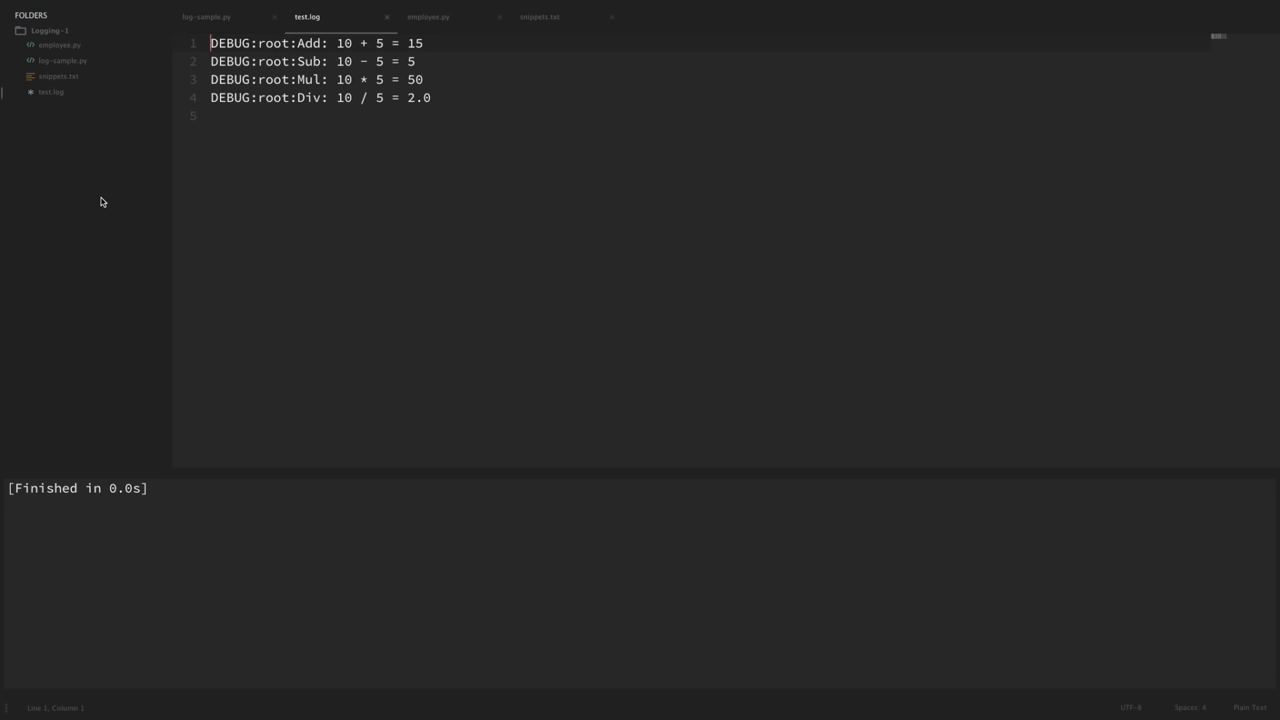 FOLDERS
Logging-1
employee.py
log-sample.py
snippets.txt
test.log
log-sample.py × test.log × employee.py × snippets.txt ×
1 DEBUG:root:Add: 10 + 5 = 15
2 DEBUG:root:Sub: 10 - 5 = 5
3 DEBUG:root:Mul: 10 * 5 = 50
4 DEBUG:root:Div: 10 / 5 = 2.0
5
[Finished in 0.0s]
Line 1, Column 1 UTF-8 Spaces: 4 Plain Text